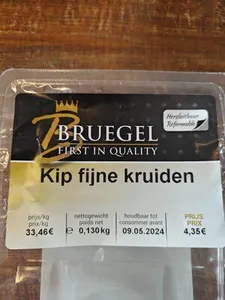 Hersluitbaar
Refermable
BRUEGEL
FIRST IN QUALITY
Kip fijne kruiden
prijs/kg nettogewicht houdbaar tot PRIJS
prix/kg poids net consommer avant PRIX
33,46€ ℮ 0,130kg 09.05.2024 4,35€